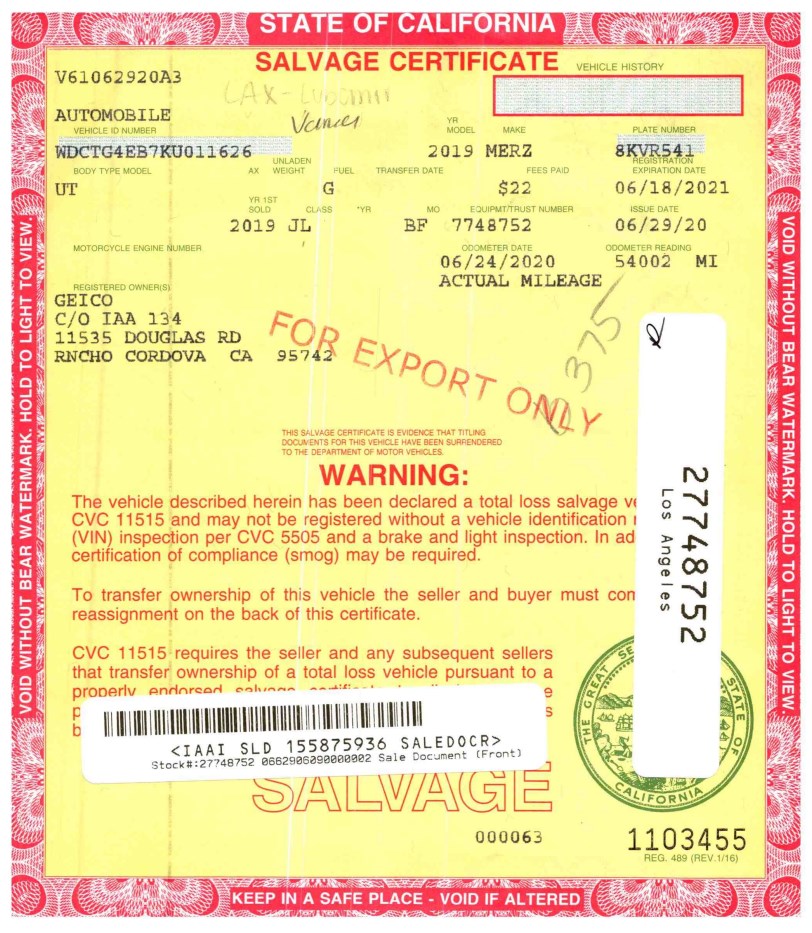 STATE OF CALIFORNIA
SALVAGE CERTIFICATE
VEHICLE HISTORY
V61062920A3
AUTOMOBILE
VEHICLE ID NUMBER
YR
MODEL MAKE PLATE NUMBER
WDCTG4EB7KU011626 2019 MERZ 8KVR541
BODY TYPE MODEL AX UNLADEN WEIGHT FUEL TRANSFER DATE FEES PAID REGISTRATION EXPIRATION DATE
UT G $22 06/18/2021
YR 1ST SOLD CLASS *YR MO EQUIPMT/TRUST NUMBER ISSUE DATE
2019 JL BF 7748752 06/29/20
MOTORCYCLE ENGINE NUMBER ODOMETER DATE ODOMETER READING
06/24/2020 54002 MI
ACTUAL MILEAGE
REGISTERED OWNER(S)
GEICO
C/O IAA 134
11535 DOUGLAS RD
RNCHO CORDOVA CA 95742
FOR EXPORT ONLY
375
THIS SALVAGE CERTIFICATE IS EVIDENCE THAT TITLING
DOCUMENTS FOR THIS VEHICLE HAVE BEEN SURRENDERED
TO THE DEPARTMENT OF MOTOR VEHICLES.
WARNING:
The vehicle described herein has been declared a total loss salvage
CVC 11515 and may not be registered without a vehicle identification
(VIN) inspection per CVC 5505 and a brake and light inspection. In ad
certification of compliance (smog) may be required.
To transfer ownership of this vehicle the seller and buyer must com
reassignment on the back of this certificate.
CVC 11515 requires the seller and any subsequent sellers
that transfer ownership of a total loss vehicle pursuant to a
properly endorsed salvage
27748752
Los Angeles
<IAAI SLD 155875936 SALEDOCR>
Stock#:27748752 0662906090000002 Sale Document (Front)
THE GREAT SE STATE OF CALIFORNIA
SALVAGE
000063
1103455
REG. 489 (REV.1/16)
KEEP IN A SAFE PLACE - VOID IF ALTERED
VOID WITHOUT BEAR WATERMARK. HOLD TO LIGHT TO VIEW.
VOID WITHOUT BEAR WATERMARK. HOLD TO LIGHT TO VIEW